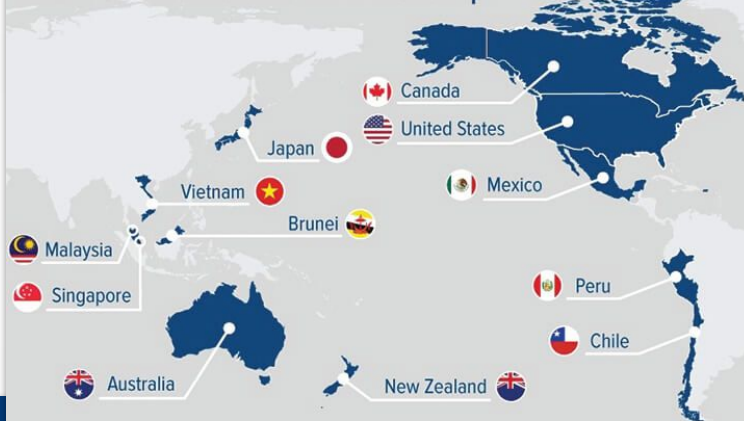 Canada
United States
Japan
Mexico
Vietnam
Brunei
Malaysia
Singapore
Peru
Chile
Australia
New Zealand